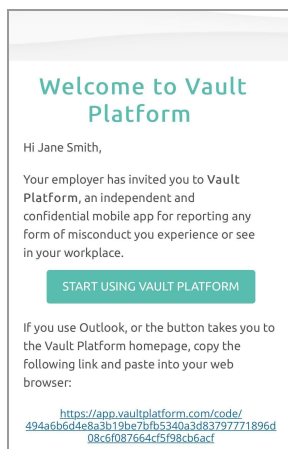 Welcome to Vault
Platform
Hi Jane Smith,
Your employer has invited you to Vault
Platform, an independent and
confidential mobile app for reporting any
form of misconduct you experience or see
in your workplace.
START USING VAULT PLATFORM
If you use Outlook, or the button takes you to
the Vault Platform homepage, copy the
following link and paste into your web
browser:
https://app.vaultplatform.com/code/
494a6b6d4e8a3b19be7bfb5340a3d83797771896d
08c6f087664cf5f98cb6acf